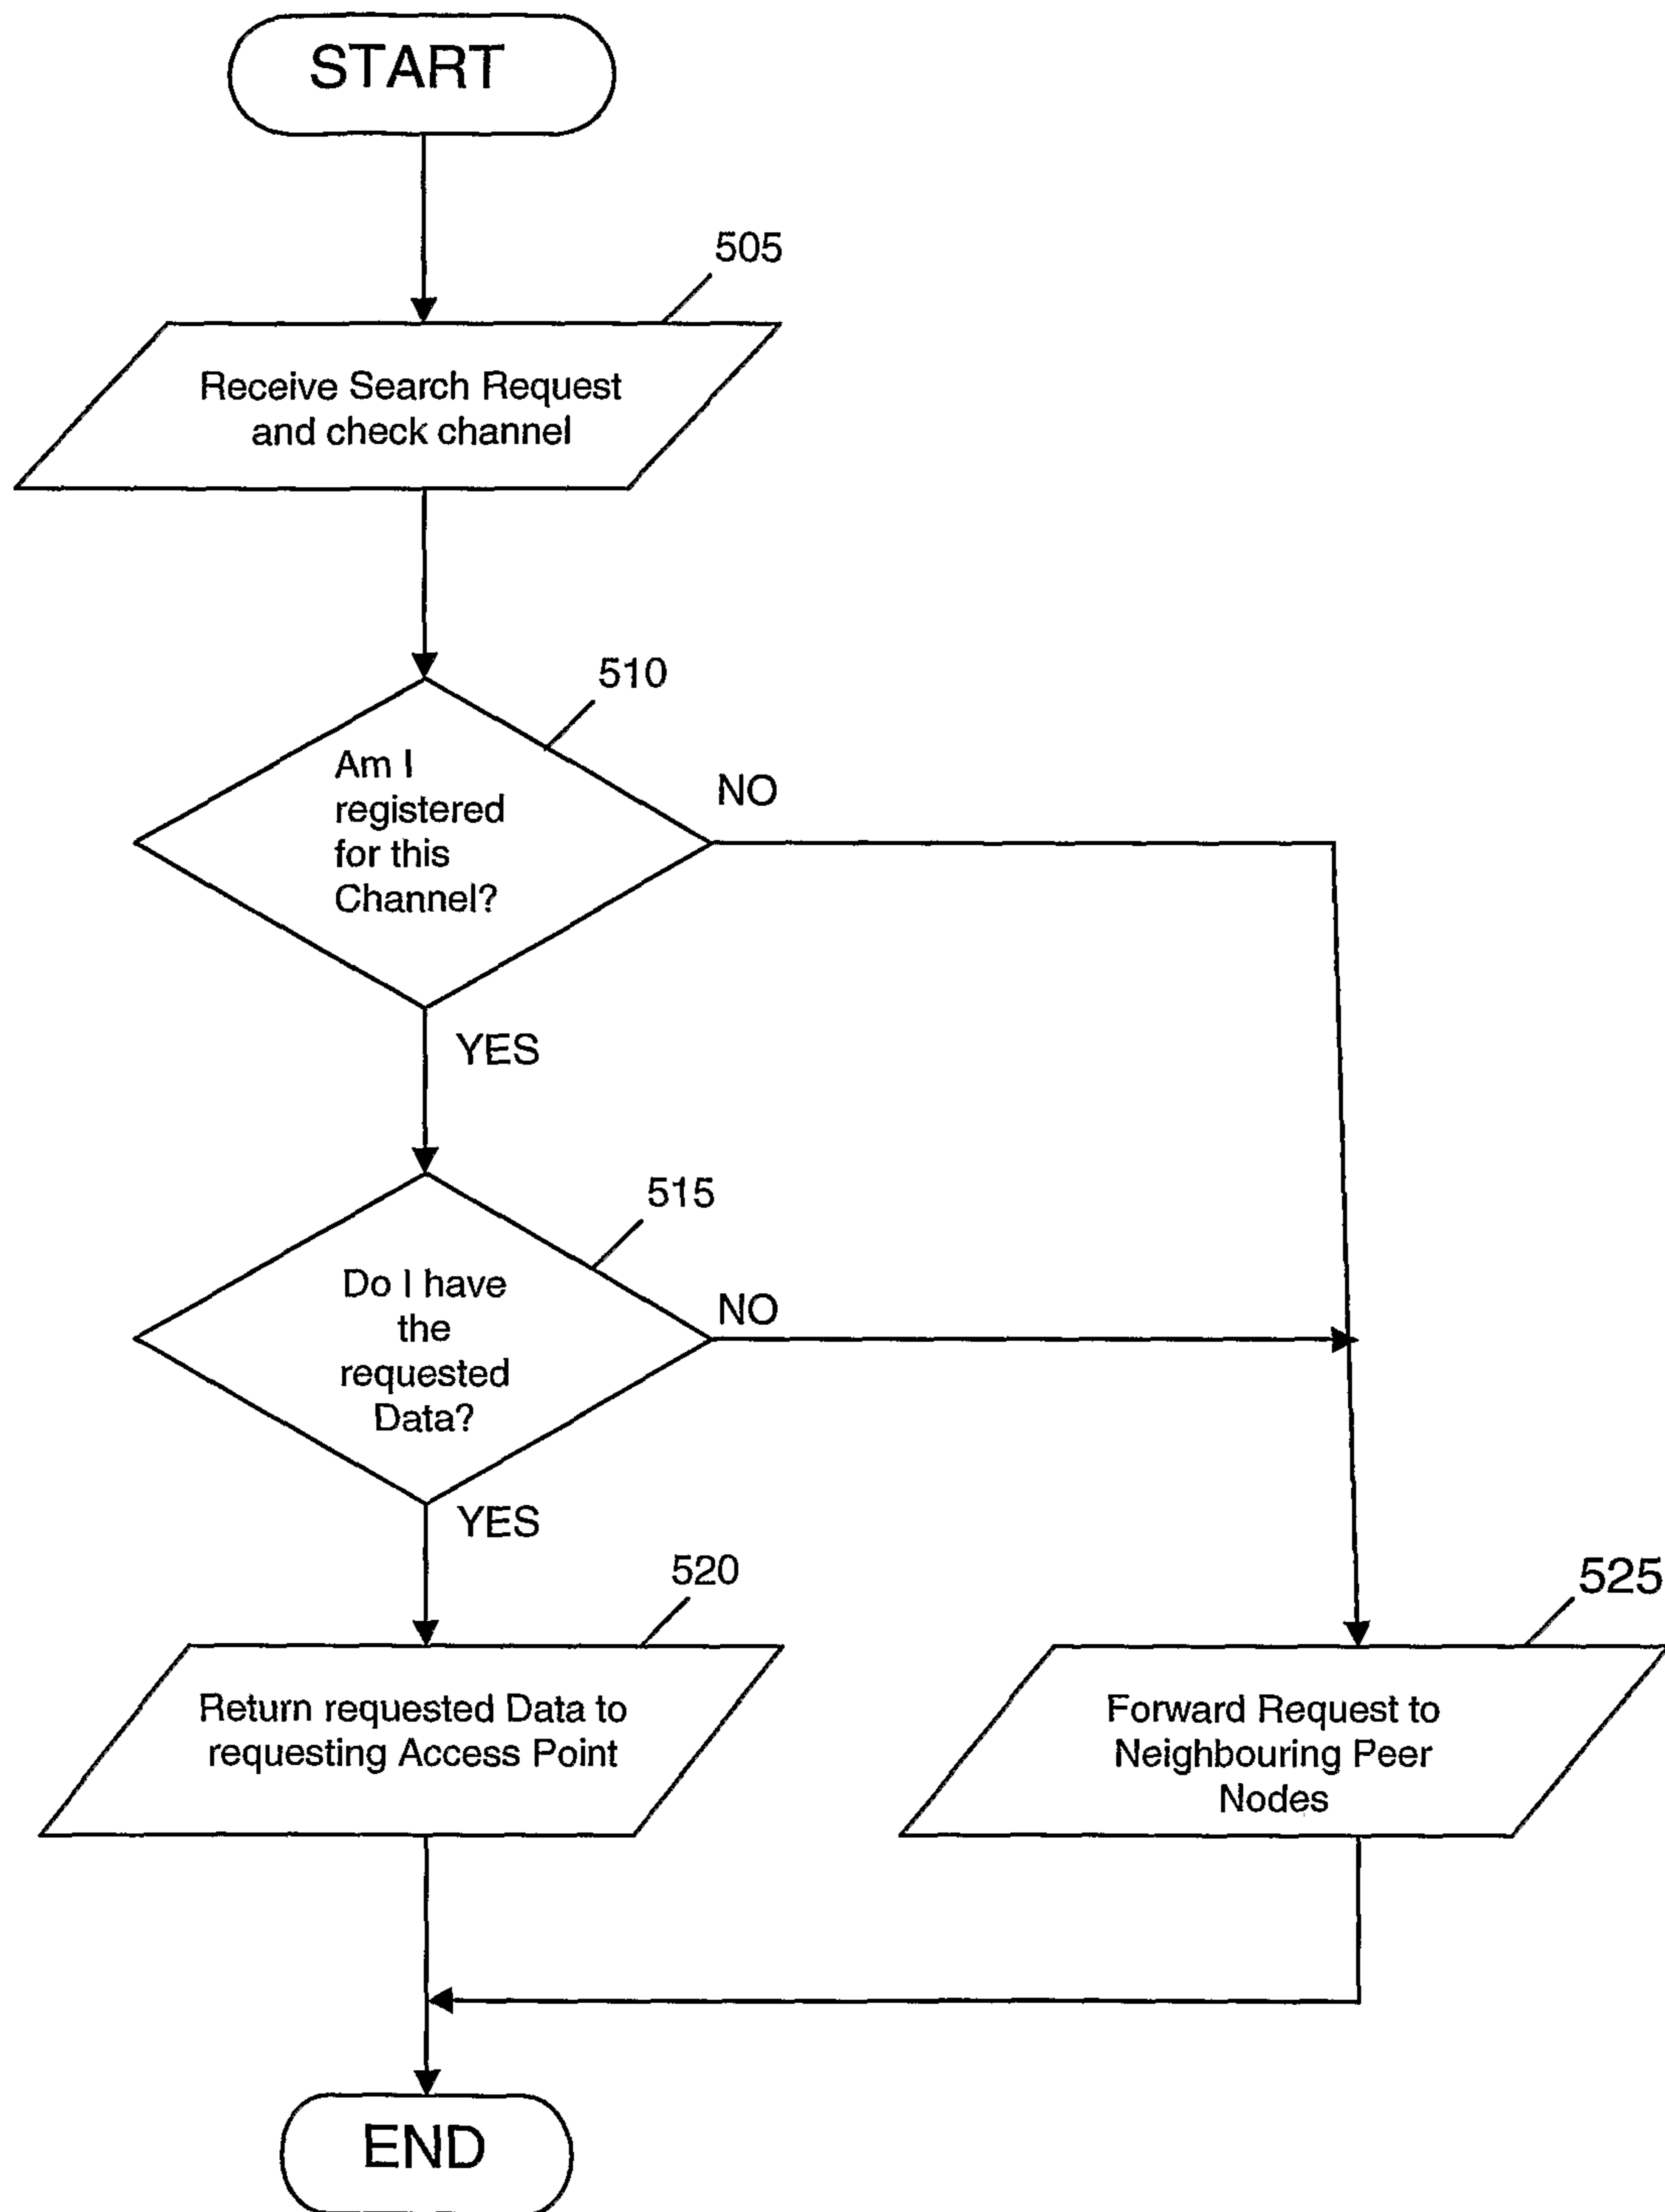 START
505
Receive Search Request
and check channel
510
Am I
registered
for this
Channel?
NO
YES
515
Do I have
the
requested
Data?
NO
YES
520
Return requested Data to
requesting Access Point
525
Forward Request to
Neighbouring Peer
Nodes
END